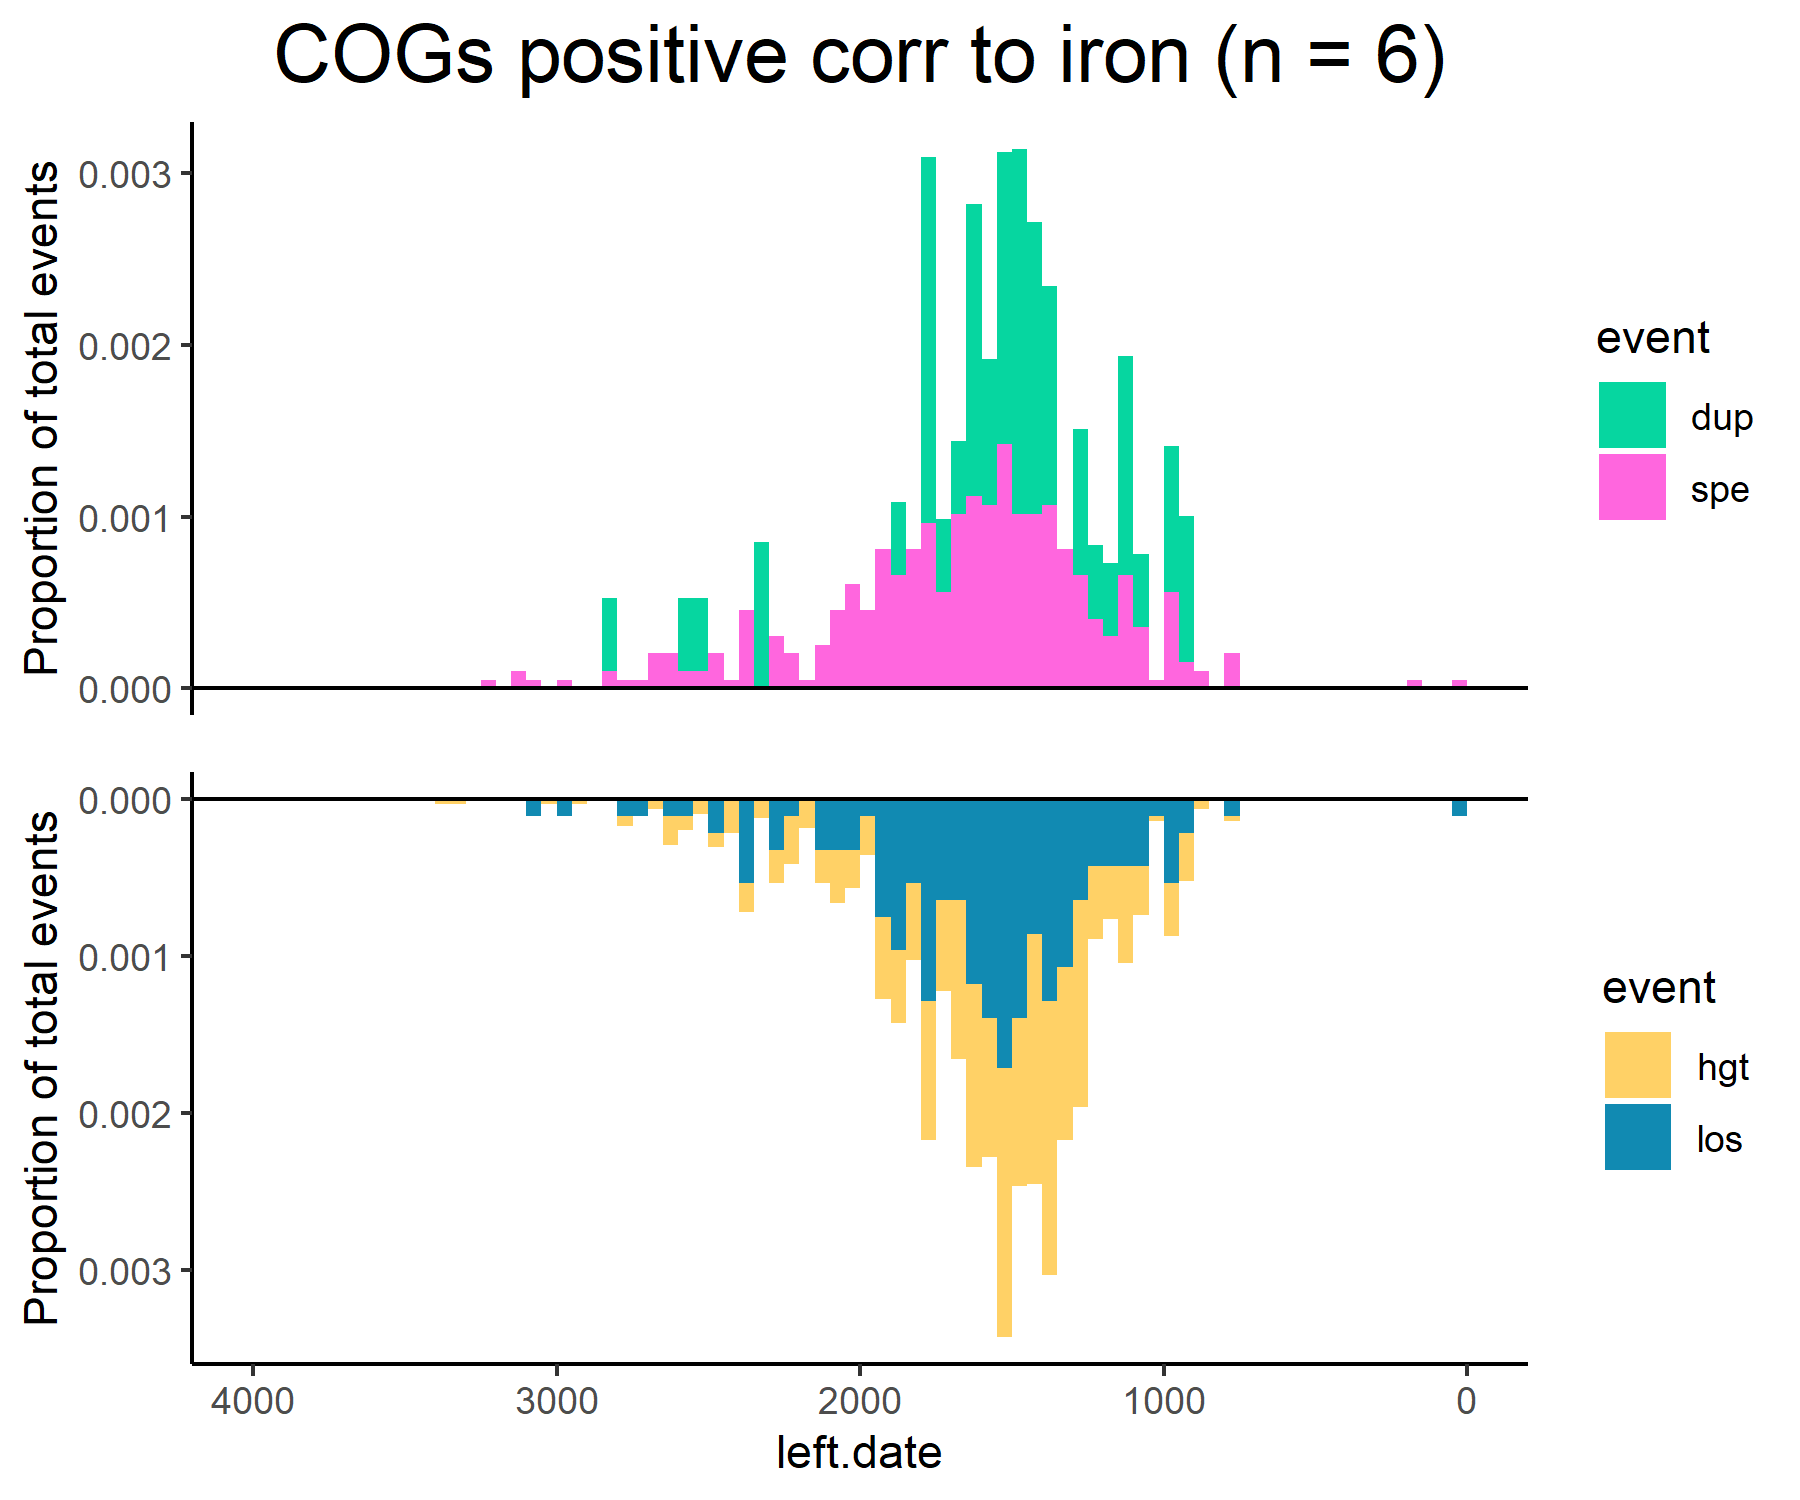 COGs positive corr to iron (n = 6)
Proportion of total events
0.003
0.002
0.001
0.000
event
dup
spe
Proportion of total events
0.000
0.001
0.002
0.003
event
hgt
los
4000 3000 2000 1000 0
left.date